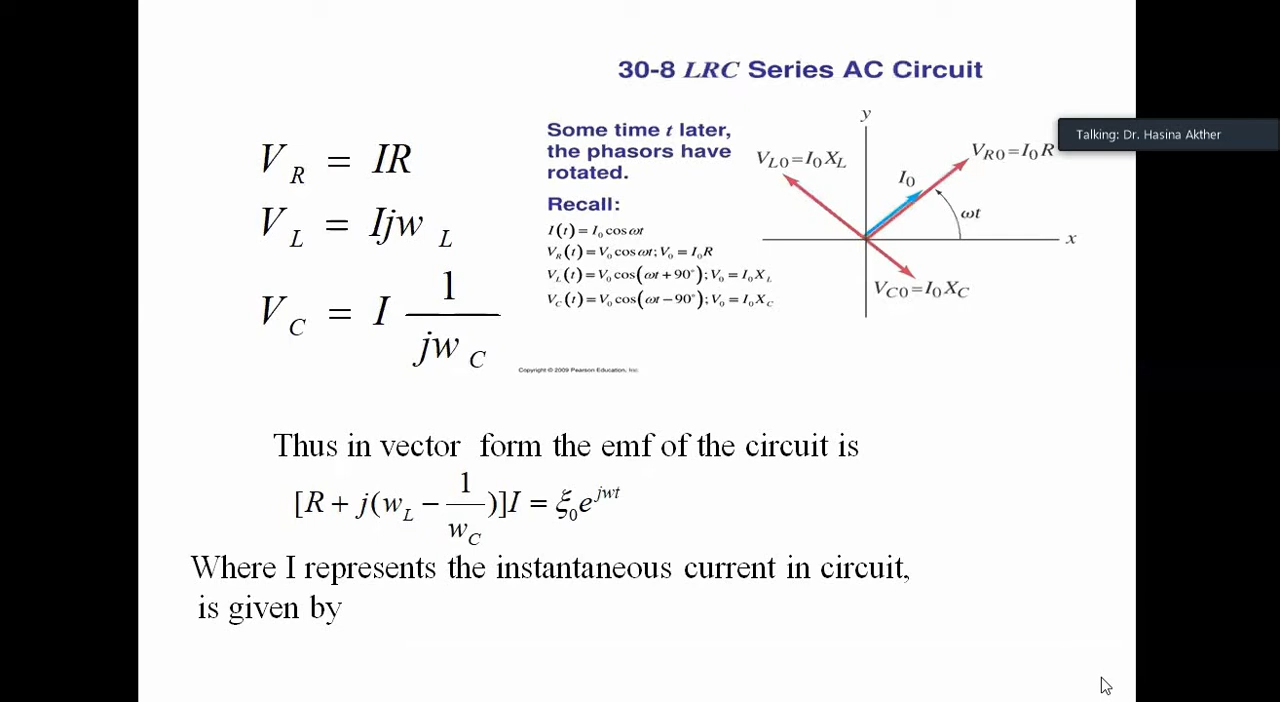 30-8 LRC Series AC Circuit
Talking: Dr. Hasina Akther
V_R = IR
V_L = Ijw_L
V_C = I 1/jw_C
Some time t later,
the phasors have
rotated.
Recall:
I(t) = I₀ cos ωt
V_R(t) = V₀ cos ωt; V₀ = I₀R
V_L(t) = V₀ cos(ωt + 90°); V₀ = I₀X_L
V_C(t) = V₀ cos(ωt − 90°); V₀ = I₀X_C
y
V_L0 = I₀X_L
V_R0 = I₀R
I₀
ωt
x
V_C0 = I₀X_C
Copyright © 2009 Pearson Education, Inc.
Thus in vector form the emf of the circuit is
[R + j(w_L − 1/w_C)]I = ξ₀e^jwt
Where I represents the instantaneous current in circuit,
is given by